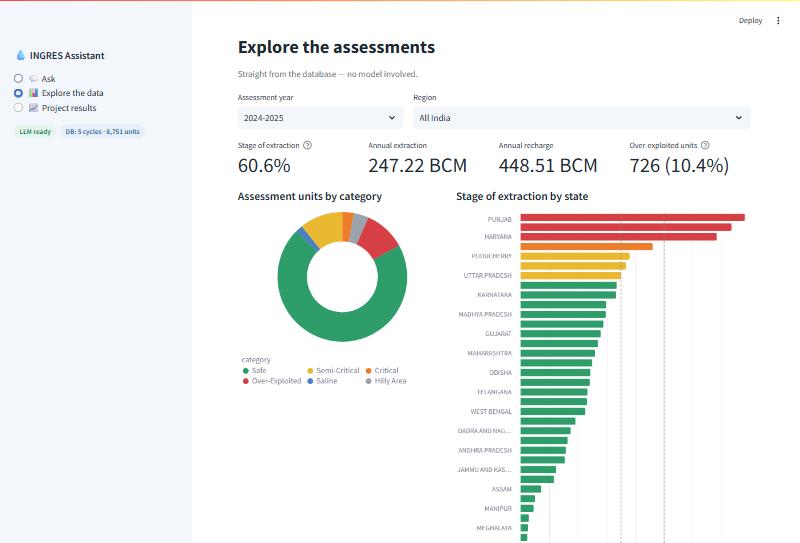 Deploy
INGRES Assistant
Ask
Explore the data
Project results
LLM ready
DB: 5 cycles · 8,751 units
Explore the assessments
Straight from the database — no model involved.
Assessment year
Region
2024-2025
All India
Stage of extraction
Annual extraction
Annual recharge
Over exploited units
60.6%
247.22 BCM
448.51 BCM
726 (10.4%)
Assessment units by category
Stage of extraction by state
PUNJAB
HARYANA
PUDUCHERRY
UTTAR PRADESH
KARNATAKA
MADHYA PRADESH
GUJARAT
MAHARASHTRA
ODISHA
TELANGANA
WEST BENGAL
DADRA AND NAG...
ANDHRA PRADESH
JAMMU AND KAS...
ASSAM
MANIPUR
MEGHALAYA
category
Safe
Semi-Critical
Critical
Over-Exploited
Saline
Hilly Area